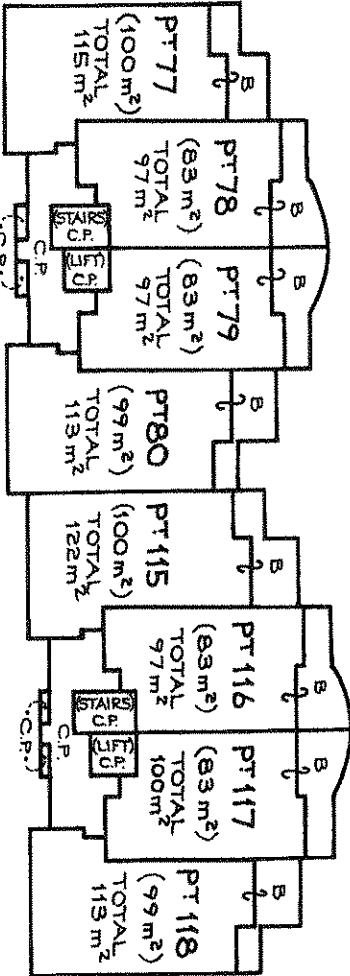 B
PT77
(100 m²)
TOTAL
115 m²
B
PT78
(83 m²)
TOTAL
97 m²
(STAIRS)
C.P.
B
PT79
(83 m²)
TOTAL
97 m²
(LIFT)
C.P.
C.P.
(C.P.)
B
PT80
(99 m²)
TOTAL
113 m²
B
PT115
(100 m²)
TOTAL
122 m²
B
PT116
(83 m²)
TOTAL
97 m²
(STAIRS)
C.P.
B
PT117
(83 m²)
TOTAL
100 m²
(LIFT)
C.P.
C.P.
(C.P.)
B
PT118
(99 m²)
TOTAL
113 m²